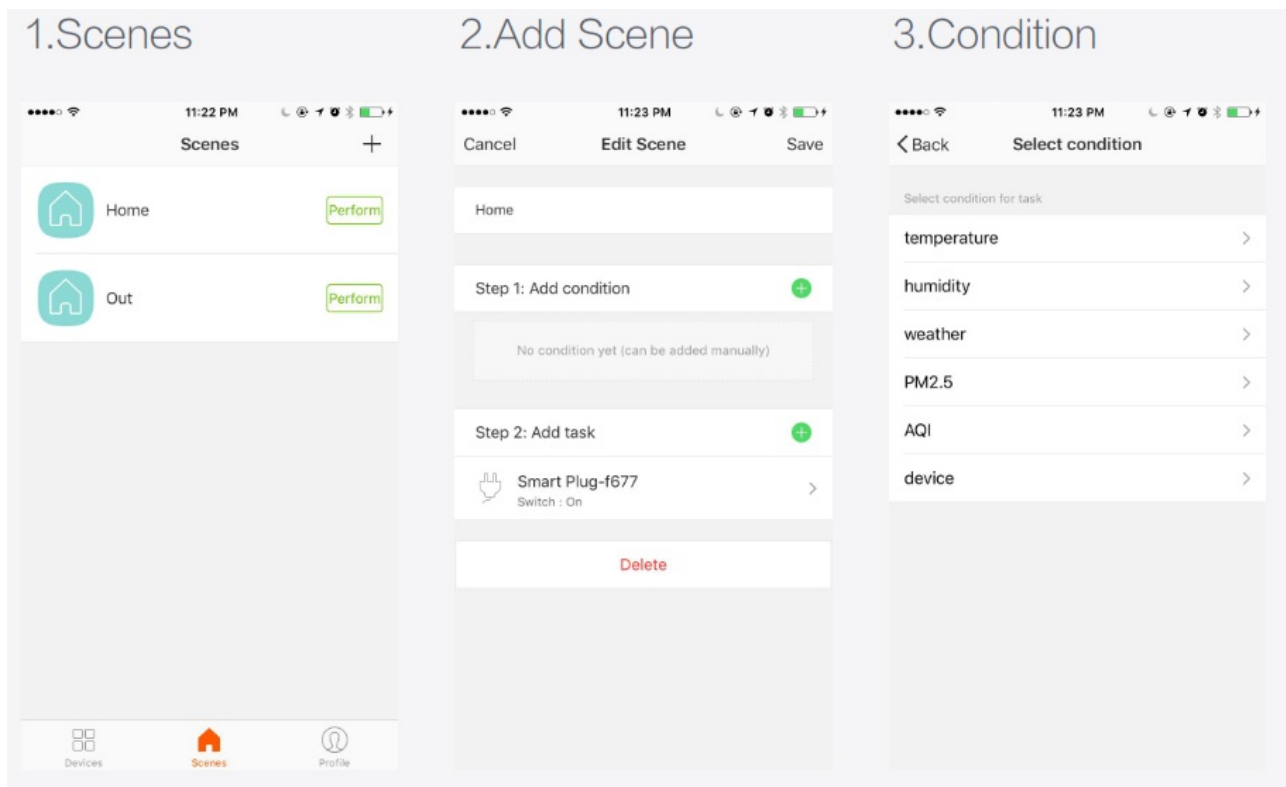 1.Scenes
11:22 PM
Scenes
+
Home
Perform
Out
Perform
Devices
Scenes
Profile
2.Add Scene
11:23 PM
Cancel
Edit Scene
Save
Home
Step 1: Add condition
No condition yet (can be added manually)
Step 2: Add task
Smart Plug-f677
Switch : On
Delete
3.Condition
11:23 PM
Back
Select condition
Select condition for task
temperature
humidity
weather
PM2.5
AQI
device